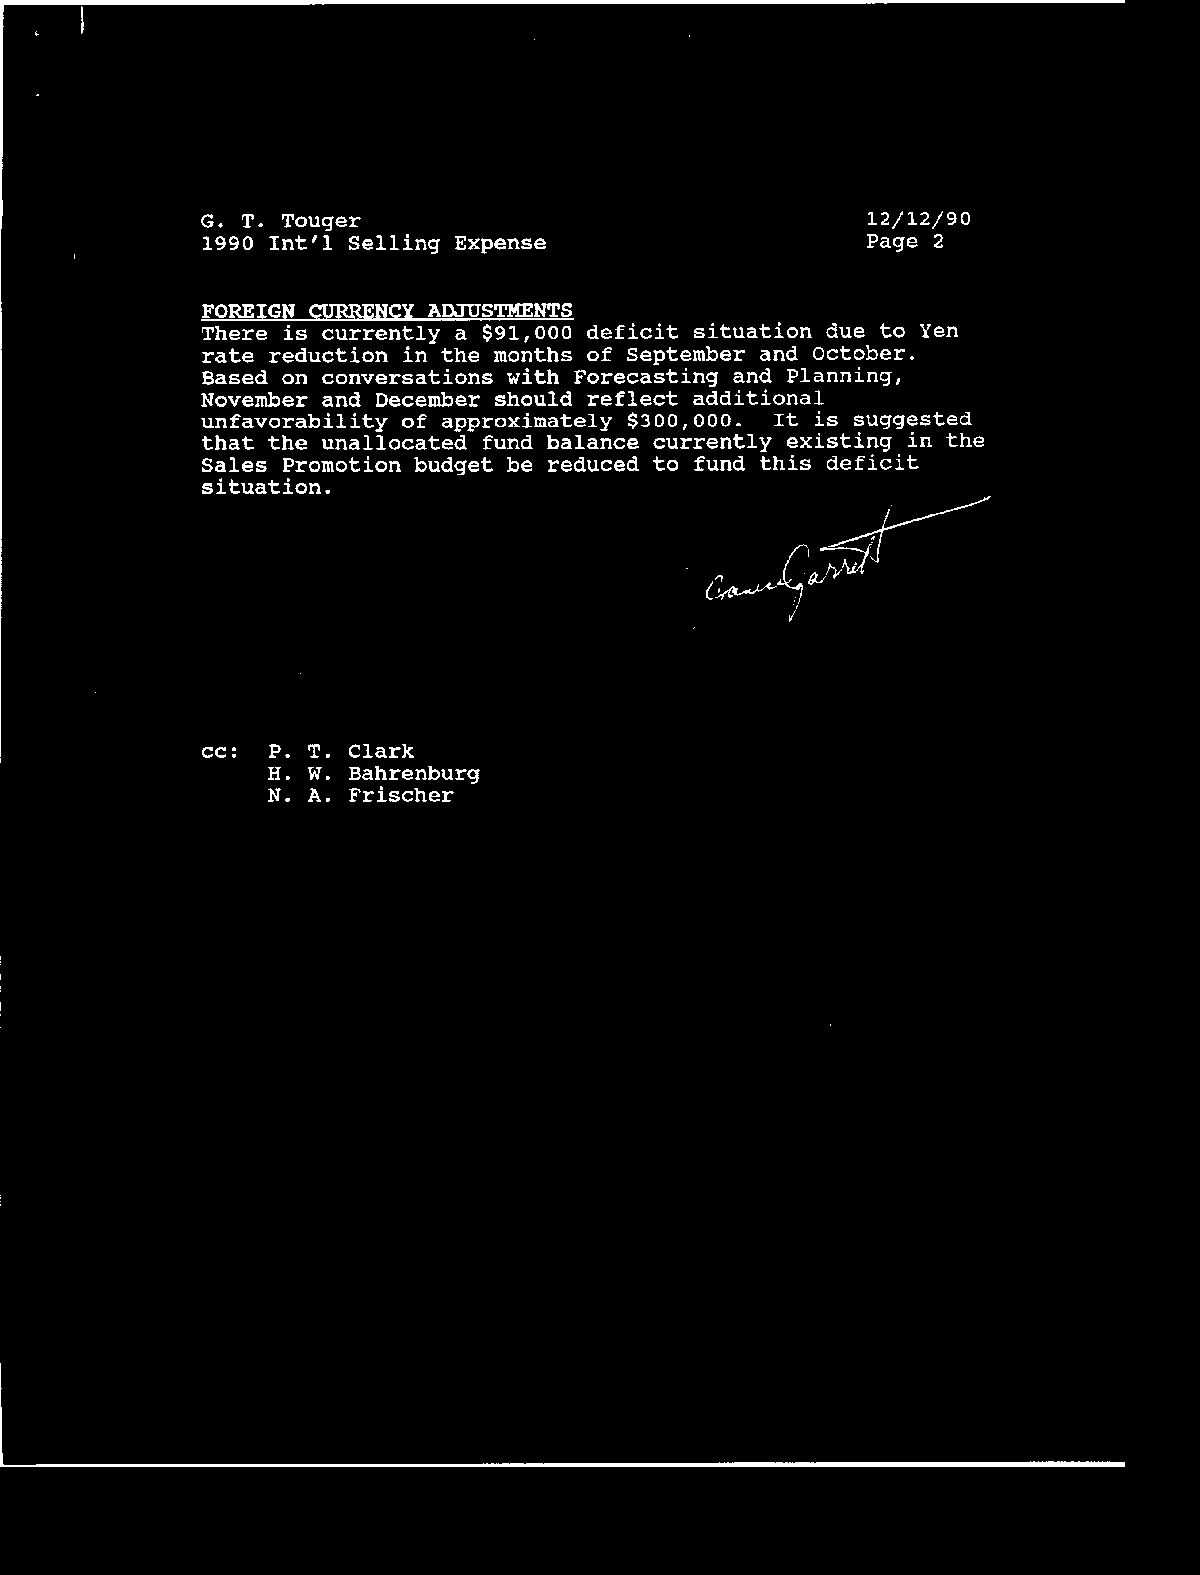 G. T. Touger 12/12/90
1990 Int'l Selling Expense Page 2
FOREIGN CURRENCY ADJUSTMENTS
There is currently a $91,000 deficit situation due to Yen
rate reduction in the months of September and October.
Based on conversations with Forecasting and Planning,
November and December should reflect additional
unfavorability of approximately $300,000. It is suggested
that the unallocated fund balance currently existing in the
Sales Promotion budget be reduced to fund this deficit
situation.
Garrett
cc: P. T. Clark
H. W. Bahrenburg
N. A. Frischer